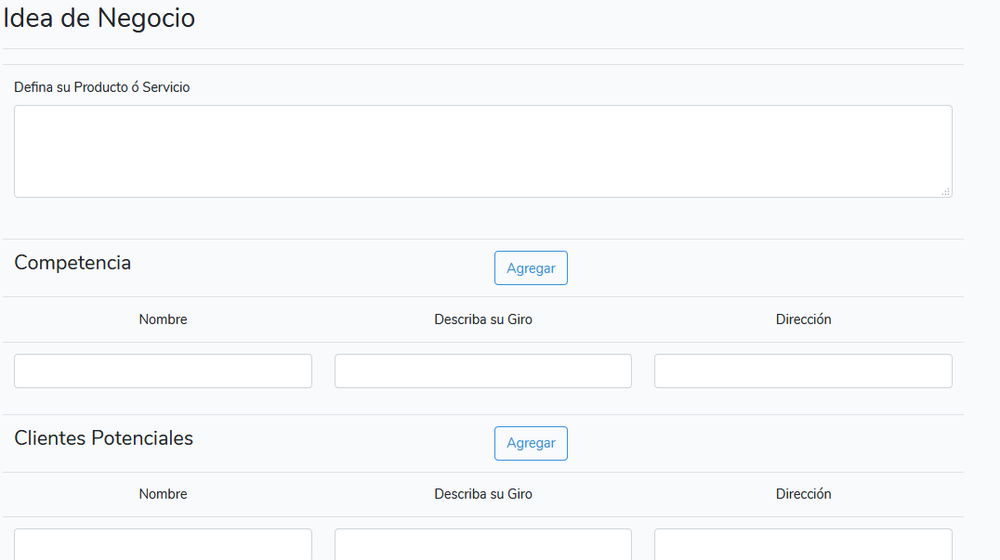 Idea de Negocio
Defina su Producto ó Servicio
Competencia Agregar
Nombre Describa su Giro Dirección
Clientes Potenciales Agregar
Nombre Describa su Giro Dirección